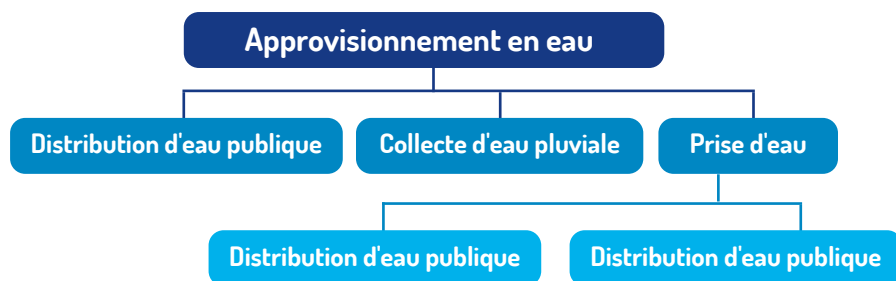 Approvisionnement en eau
Distribution d'eau publique
Collecte d'eau pluviale
Prise d'eau
Distribution d'eau publique
Distribution d'eau publique